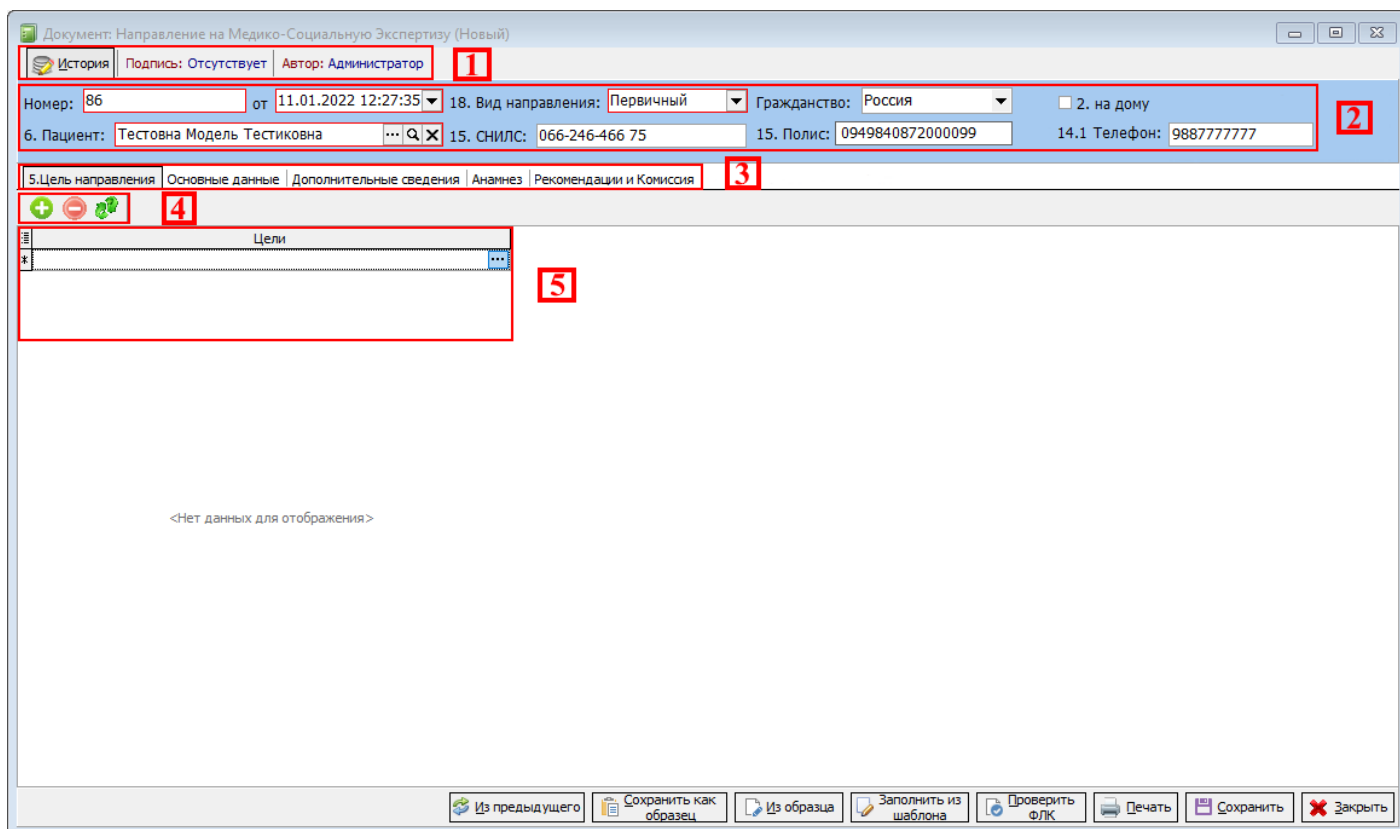 Документ: Направление на Медико-Социальную Экспертизу (Новый)
История Подпись: Отсутствует Автор: Администратор 1
Номер: 86 от 11.01.2022 12:27:35 18. Вид направления: Первичный Гражданство: Россия 2. на дому
2
6. Пациент: Тестовна Модель Тестиковна 15. СНИЛС: 066-246-466 75 15. Полис: 0949840872000099 14.1 Телефон: 9887777777
5.Цель направления Основные данные Дополнительные сведения Анамнез Рекомендации и Комиссия 3
4
Цели
*
5
<Нет данных для отображения>
Из предыдущего Сохранить как образец Из образца Заполнить из шаблона Проверить ФЛК Печать Сохранить Закрыть